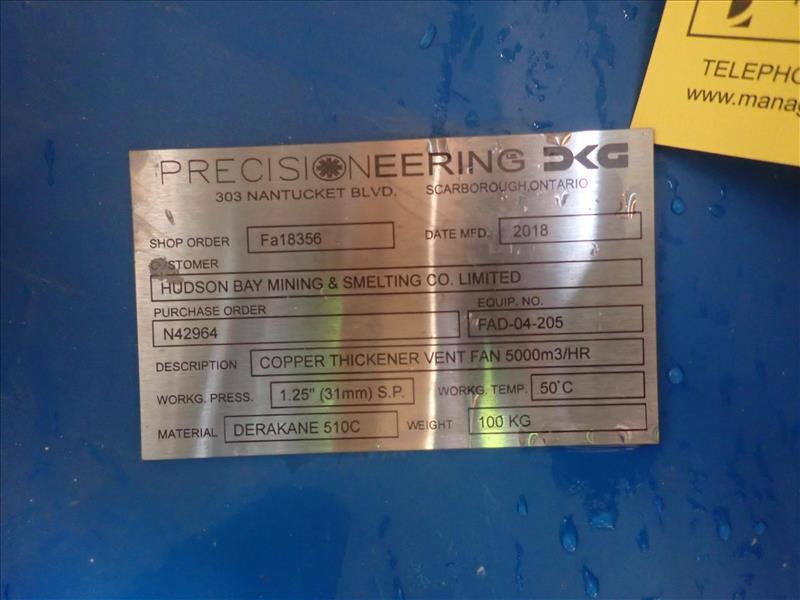 PRECISIONEERING LTD. DKG
303 NANTUCKET BLVD. SCARBOROUGH, ONTARIO
SHOP ORDER Fa18356 DATE MFD. 2018
CUSTOMER
HUDSON BAY MINING & SMELTING CO. LIMITED
PURCHASE ORDER EQUIP. NO.
N42964 FAD-04-205
DESCRIPTION COPPER THICKENER VENT FAN 5000m3/HR
WORKG. PRESS. 1.25" (31mm) S.P. WORKG. TEMP. 50°C
MATERIAL DERAKANE 510C WEIGHT 100 KG
TELEPHO
www.manag